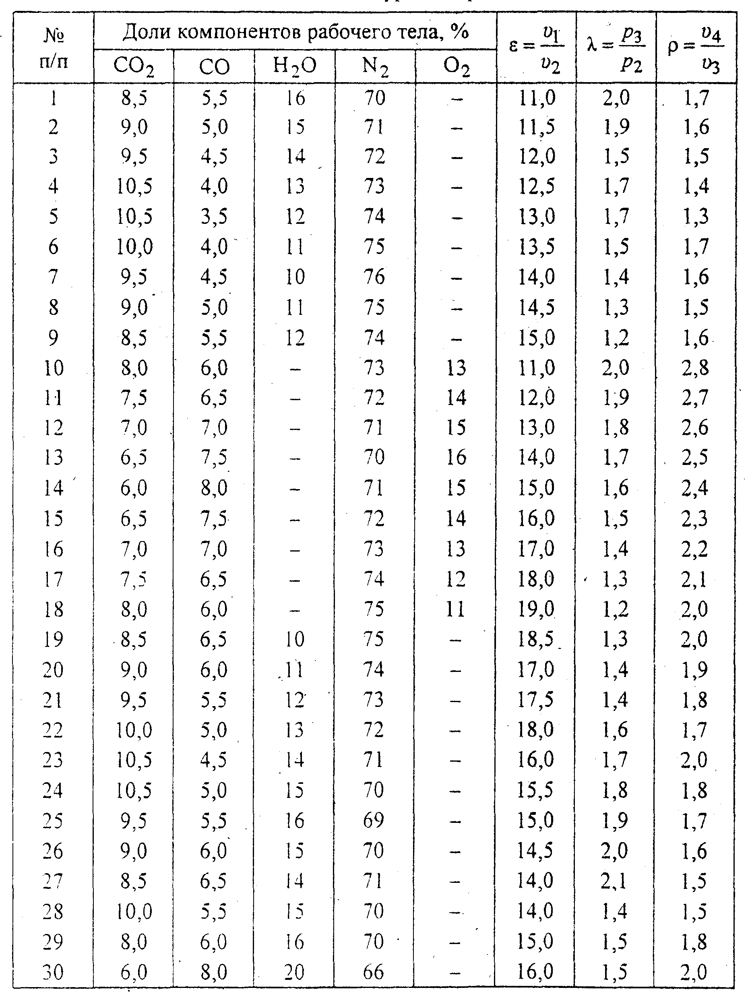 № п/п Доли компонентов рабочего тела, % ε = υ1/υ2 λ = p3/p2 ρ = υ4/υ3
CO2 CO H2O N2 O2
1 8,5 5,5 16 70 – 11,0 2,0 1,7
2 9,0 5,0 15 71 – 11,5 1,9 1,6
3 9,5 4,5 14 72 – 12,0 1,5 1,5
4 10,5 4,0 13 73 – 12,5 1,7 1,4
5 10,5 3,5 12 74 – 13,0 1,7 1,3
6 10,0 4,0 11 75 – 13,5 1,5 1,7
7 9,5 4,5 10 76 – 14,0 1,4 1,6
8 9,0 5,0 11 75 – 14,5 1,3 1,5
9 8,5 5,5 12 74 – 15,0 1,2 1,6
10 8,0 6,0 – 73 13 11,0 2,0 2,8
11 7,5 6,5 – 72 14 12,0 1,9 2,7
12 7,0 7,0 – 71 15 13,0 1,8 2,6
13 6,5 7,5 – 70 16 14,0 1,7 2,5
14 6,0 8,0 – 71 15 15,0 1,6 2,4
15 6,5 7,5 – 72 14 16,0 1,5 2,3
16 7,0 7,0 – 73 13 17,0 1,4 2,2
17 7,5 6,5 – 74 12 18,0 1,3 2,1
18 8,0 6,0 – 75 11 19,0 1,2 2,0
19 8,5 6,5 10 75 – 18,5 1,3 2,0
20 9,0 6,0 11 74 – 17,0 1,4 1,9
21 9,5 5,5 12 73 – 17,5 1,4 1,8
22 10,0 5,0 13 72 – 18,0 1,6 1,7
23 10,5 4,5 14 71 – 16,0 1,7 2,0
24 10,5 5,0 15 70 – 15,5 1,8 1,8
25 9,5 5,5 16 69 – 15,0 1,9 1,7
26 9,0 6,0 15 70 – 14,5 2,0 1,6
27 8,5 6,5 14 71 – 14,0 2,1 1,5
28 10,0 5,5 15 70 – 14,0 1,4 1,5
29 8,0 6,0 16 70 – 15,0 1,5 1,8
30 6,0 8,0 20 66 – 16,0 1,5 2,0